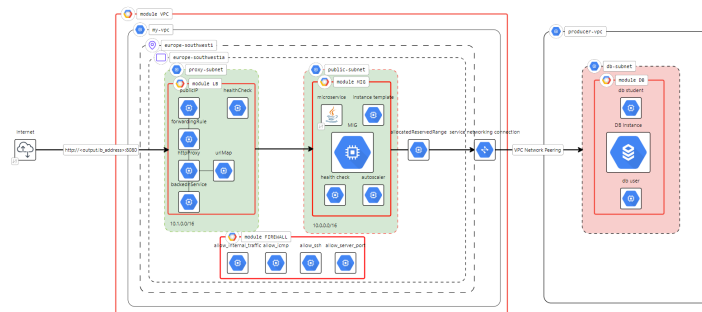 module VPC
my-vpc
producer-vpc
europe-southwest1
europe-southwest1a
proxy-subnet
public-subnet
db-subnet
module LB
module MIG
module DB
publicIP
healthCheck
microservice
instance template
db student
forwardingRule
MIG
DB Instance
Internet
http://<output.lb_address>:8080
httpProxy
urlMap
allocatedReservedRange
service networking connection
VPC Network Peering
backendService
health check
autoscaler
db user
10.1.0.0/16
10.0.0.0/16
module FIREWALL
allow_internal_traffic
allow_icmp
allow_ssh
allow_server_port